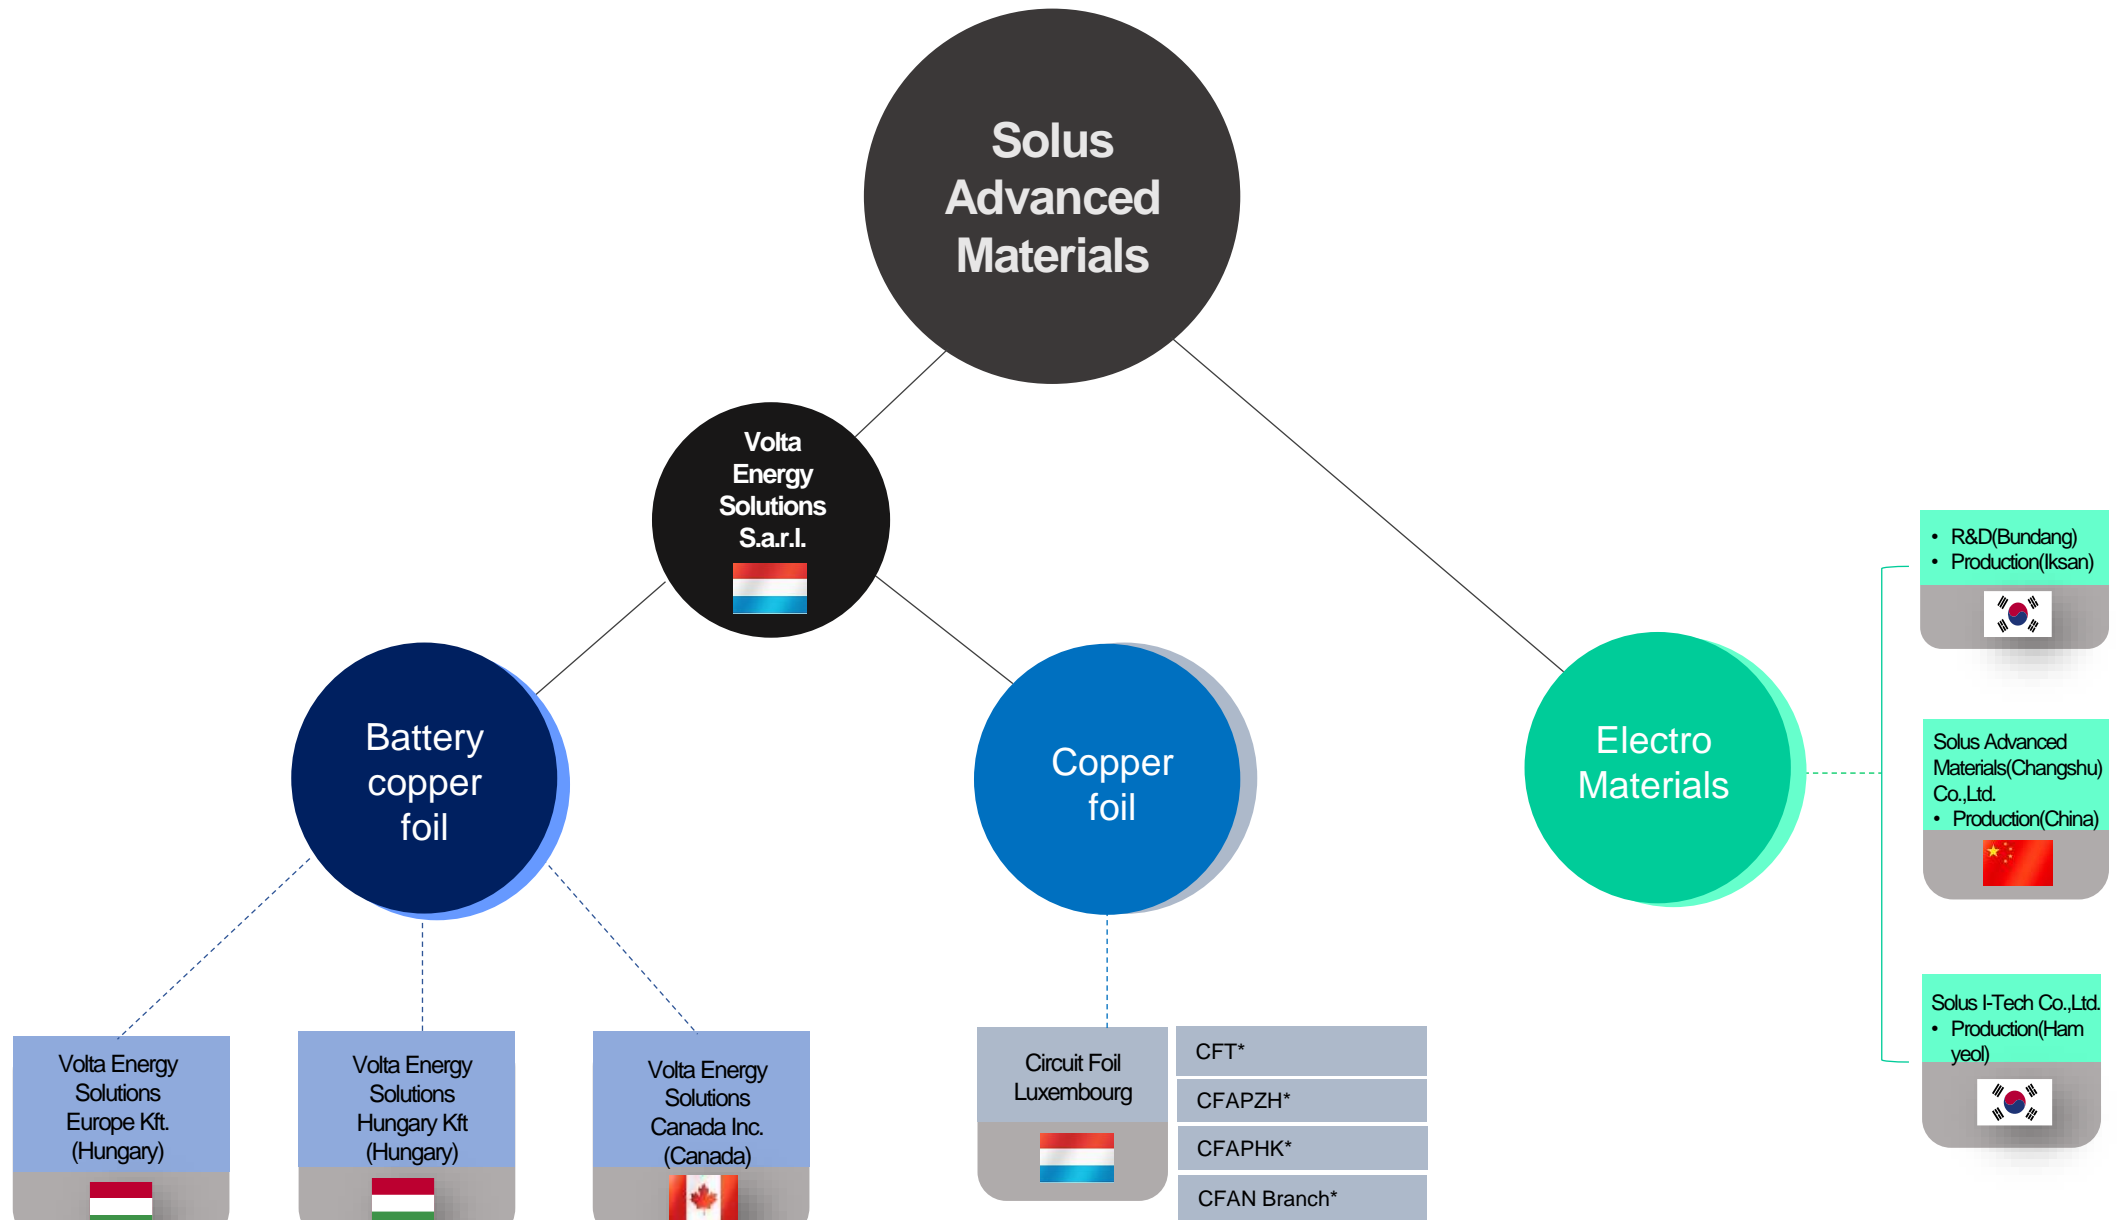 Solus
Advanced
Materials
Volta
Energy
Solutions
S.a.r.l.
Battery
copper
foil
Copper
foil
Electro
Materials
• R&D(Bundang)
• Production(Iksan)
Solus Advanced
Materials(Changshu)
Co.,Ltd.
• Production(China)
Solus I-Tech Co.,Ltd.
• Production(Ham
yeol)
Volta Energy
Solutions
Europe Kft.
(Hungary)
Volta Energy
Solutions
Hungary Kft
(Hungary)
Volta Energy
Solutions
Canada Inc.
(Canada)
Circuit Foil
Luxembourg
CFT*
CFAPZH*
CFAPHK*
CFAN Branch*